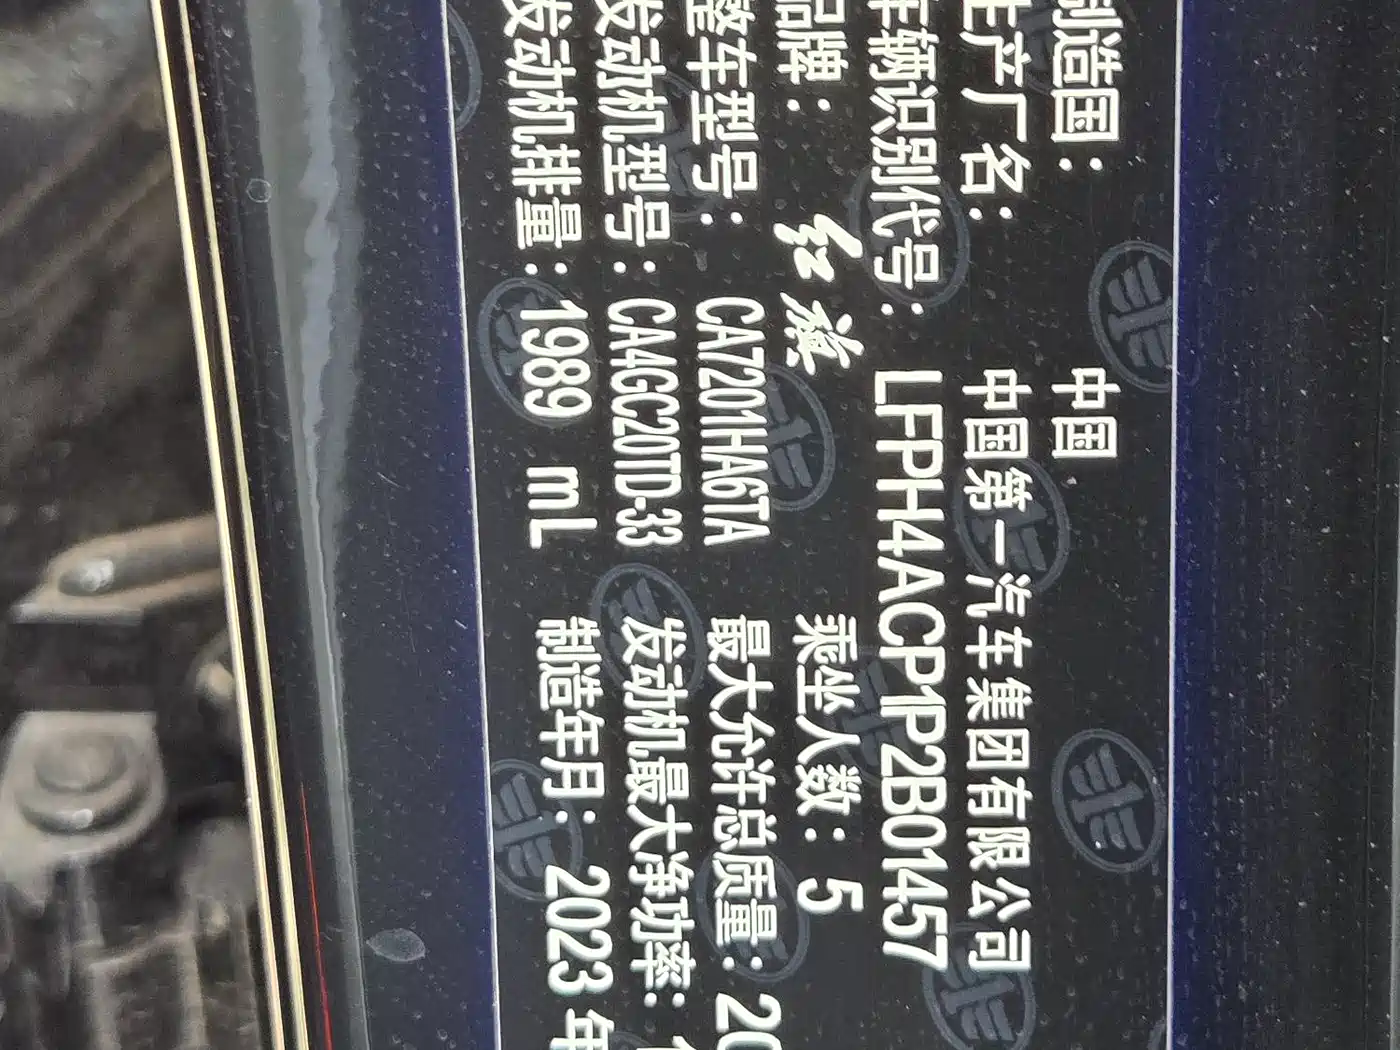 制造国： 中国
生产厂名： 中国第一汽车集团有限公司
车辆识别代号： LFPH4ACP1P2B01457
品牌： 红旗 乘坐人数： 5
整车型号： CA7201HA6TA 最大允许总质量： 20
发动机型号： CA4GC20TD-33 发动机最大净功率：
发动机排量： 1989 mL 制造年月： 2023 年